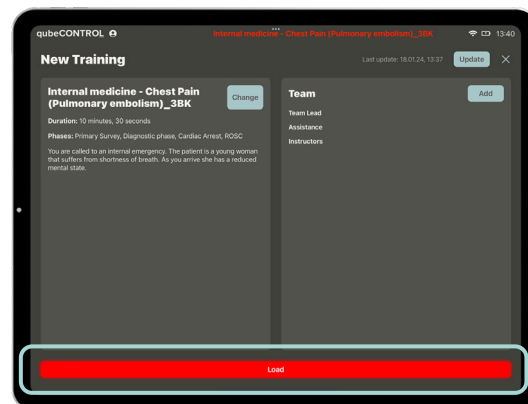 qubeCONTROL
Internal medicine - Chest Pain (Pulmonary embolism)_3BK
13:40
New Training
Last update: 18.01.24, 13:37
Update
Internal medicine - Chest Pain
(Pulmonary embolism)_3BK
Change
Duration: 10 minutes, 30 seconds
Phases: Primary Survey, Diagnostic phase, Cardiac Arrest, ROSC
You are called to an internal emergency. The patient is a young woman
that suffers from shortness of breath. As you arrive she has a reduced
mental state.
Team
Add
Team Lead
Assistance
Instructors
Load